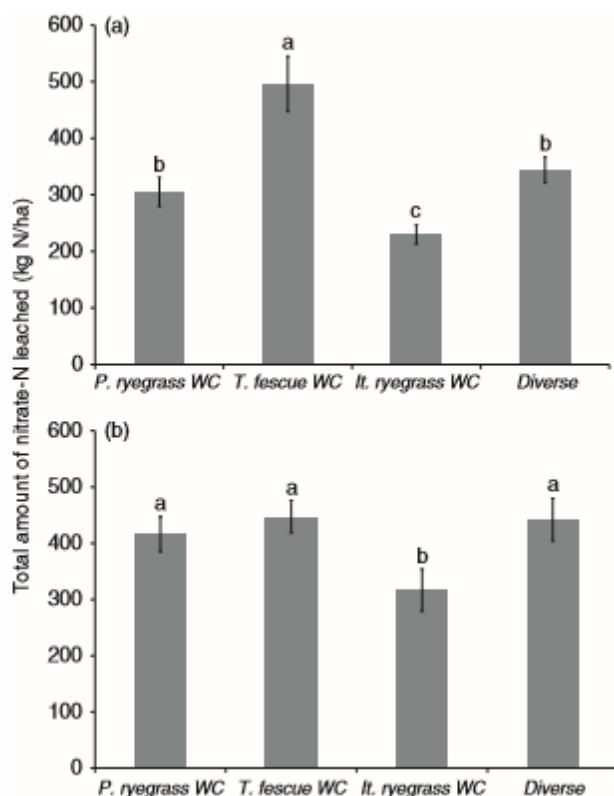 Total amount of nitrate-N leached (kg N/ha)
(a)
600
500
400
300
200
100
0
a
b
b
c
P. ryegrass WC T. fescue WC It. ryegrass WC Diverse
(b)
600
500
400
300
200
100
0
a
a
a
b
P. ryegrass WC T. fescue WC It. ryegrass WC Diverse